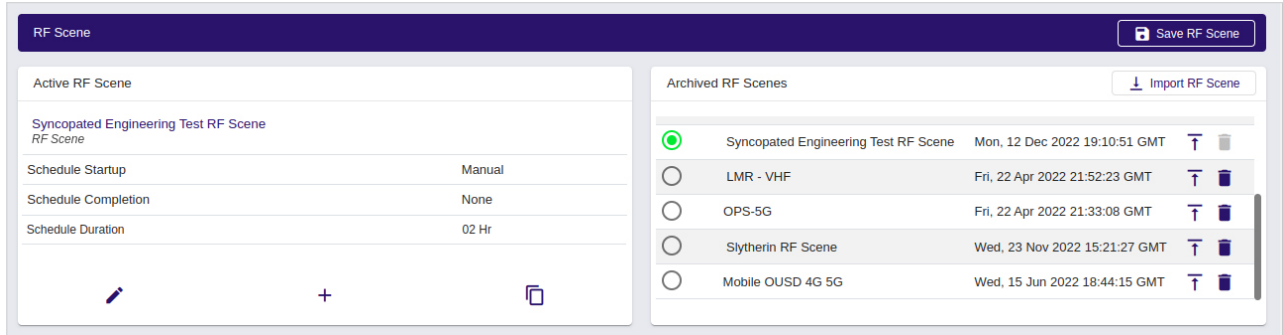 RF Scene
Save RF Scene
Active RF Scene
Syncopated Engineering Test RF Scene
RF Scene
Schedule Startup Manual
Schedule Completion None
Schedule Duration 02 Hr
Archived RF Scenes
Import RF Scene
Syncopated Engineering Test RF Scene Mon, 12 Dec 2022 19:10:51 GMT
LMR - VHF Fri, 22 Apr 2022 21:52:23 GMT
OPS-5G Fri, 22 Apr 2022 21:33:08 GMT
Slytherin RF Scene Wed, 23 Nov 2022 15:21:27 GMT
Mobile OUSD 4G 5G Wed, 15 Jun 2022 18:44:15 GMT